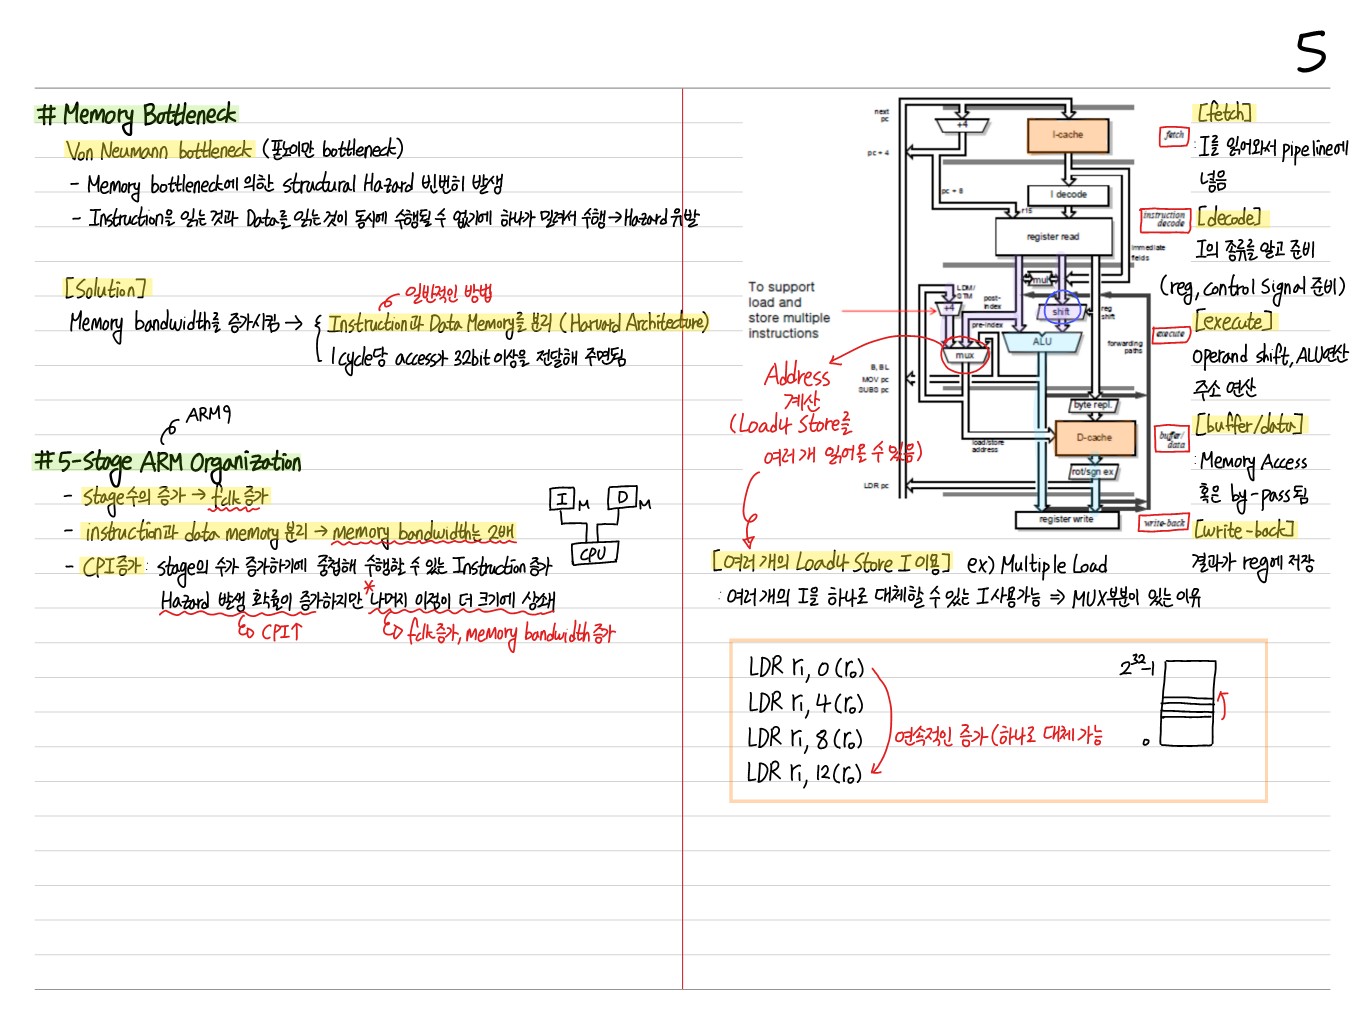 5
# Memory Bottleneck
Von Neumann bottleneck (폰노이만 bottleneck)
- Memory bottleneck에 의한 structural Hazard 빈번히 발생
- Instruction을 읽는 것과 Data를 읽는 것이 동시에 수행될 수 없기에 하나가 밀려서 수행→Hazard 유발
[Solution]
일반적인 방법
Memory bandwidth를 증가시킴 → { Instruction과 Data Memory를 분리 (Harvard Architecture)
1 cycle당 access가 32bit 이상을 전달해 주면됨
ARM9
# 5-Stage ARM Organization
- stage수의 증가 → fclk 증가
- instruction과 data memory 분리 → memory bandwidth는 2배
I M D M
CPU
- CPI증가 : stage의 수가 증가하기에 중첩해 수행할 수 있는 Instruction 증가
Hazard 발생 확률이 증가하지만 * 나머지 이점이 더 크기에 상쇄
CPI↑
fclk증가, memory bandwidth 증가
next
pc
+4
I-cache
fetch
pc + 4
pc + 8
I decode
r15
instruction
decode
register read
immediate
fields
mul
LDM/
STM
post-
index
+4
shift
reg
shift
pre-index
execute
ALU
forwarding
paths
mux
B, BL
MOV pc
SUBS pc
byte repl.
D-cache
buffer/
data
load/store
address
rot/sgn ex
LDR pc
register write
write-back
To support
load and
store multiple
instructions
Address
계산
(Load나 Store를
여러개 읽어올 수 있음)
[fetch]
: I를 읽어와서 pipeline에
넣음
[decode]
I의 종류를 알고 준비
(reg, control signal 준비)
[execute]
operand shift, ALU연산
주소 연산
[buffer/data]
: Memory Access
혹은 by-pass 됨
[write-back]
결과가 reg에 저장
[여러개의 Load나 Store I 이용] ex) Multiple Load
: 여러개의 I을 하나로 대체할 수 있는 I사용가능 ⇒ MUX부분이 있는 이유
LDR r1, 0(r0)
LDR r1, 4(r0)
LDR r1, 8(r0)
LDR r1, 12(r0)
연속적인 증가(하나로 대체 가능
2^32-1
0